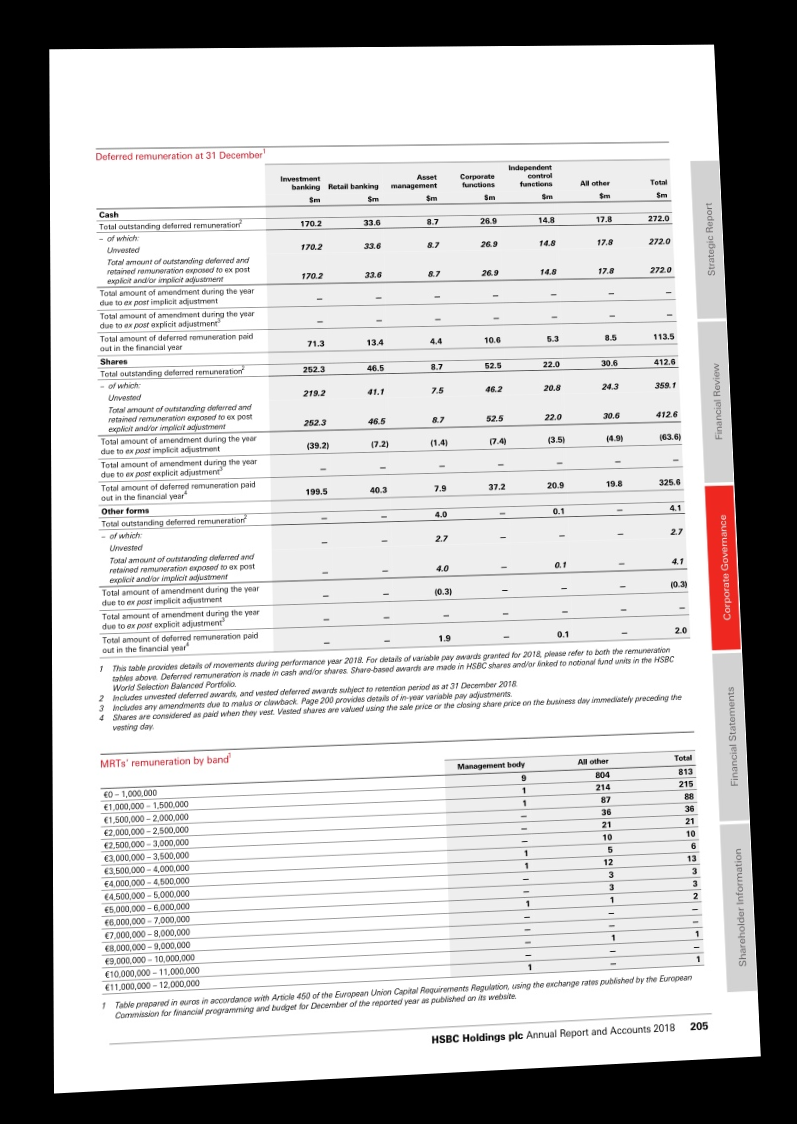 Deferred remuneration at 31 December1
Investment banking Retail banking Asset management Corporate functions Independent control functions All other Total
$m $m $m $m $m $m $m
Cash
Total outstanding deferred remuneration2 170.2 33.6 8.7 26.9 14.8 17.8 272.0
– of which:
Unvested 170.2 33.6 8.7 26.9 14.8 17.8 272.0
Total amount of outstanding deferred and
retained remuneration exposed to ex post
explicit and/or implicit adjustment 170.2 33.6 8.7 26.9 14.8 17.8 272.0
Total amount of amendment during the year
due to ex post implicit adjustment – – – – – – –
Total amount of amendment during the year
due to ex post explicit adjustment3 – – – – – – –
Total amount of deferred remuneration paid
out in the financial year 71.3 13.4 4.4 10.6 5.3 8.5 113.5
Shares
Total outstanding deferred remuneration2 252.3 46.5 8.7 52.5 22.0 30.6 412.6
– of which:
Unvested 219.2 41.1 7.5 46.2 20.8 24.3 359.1
Total amount of outstanding deferred and
retained remuneration exposed to ex post
explicit and/or implicit adjustment 252.3 46.5 8.7 52.5 22.0 30.6 412.6
Total amount of amendment during the year
due to ex post implicit adjustment (39.2) (7.2) (1.4) (7.4) (3.5) (4.9) (63.6)
Total amount of amendment during the year
due to ex post explicit adjustment3 – – – – – – –
Total amount of deferred remuneration paid
out in the financial year4 199.5 40.3 7.9 37.2 20.9 19.8 325.6
Other forms
Total outstanding deferred remuneration2 – – 4.0 – 0.1 – 4.1
– of which:
Unvested – – 2.7 – – – 2.7
Total amount of outstanding deferred and
retained remuneration exposed to ex post
explicit and/or implicit adjustment – – 4.0 – 0.1 – 4.1
Total amount of amendment during the year
due to ex post implicit adjustment – – (0.3) – – – (0.3)
Total amount of amendment during the year
due to ex post explicit adjustment3 – – – – – – –
Total amount of deferred remuneration paid
out in the financial year4 – – 1.9 – 0.1 – 2.0
1 This table provides details of movements during performance year 2018. For details of variable pay awards granted for 2018, please refer to both the remuneration
tables above. Deferred remuneration is made in cash and/or shares. Share-based awards are made in HSBC shares and/or linked to notional fund units in the HSBC
World Selection Balanced Portfolio.
2 Includes unvested deferred awards, and vested deferred awards subject to retention period as at 31 December 2018.
3 Includes any amendments due to malus or clawback. Page 200 provides details of in-year variable pay adjustments.
4 Shares are considered as paid when they vest. Vested shares are valued using the sale price or the closing share price on the business day immediately preceding the
vesting day.
MRTs' remuneration by band1
Management body All other Total
€0 – 1,000,000 9 804 813
€1,000,000 – 1,500,000 1 214 215
€1,500,000 – 2,000,000 1 87 88
€2,000,000 – 2,500,000 – 36 36
€2,500,000 – 3,000,000 – 21 21
€3,000,000 – 3,500,000 – 10 10
€3,500,000 – 4,000,000 1 5 6
€4,000,000 – 4,500,000 1 12 13
€4,500,000 – 5,000,000 – 3 3
€5,000,000 – 6,000,000 – 3 3
€6,000,000 – 7,000,000 1 1 2
€7,000,000 – 8,000,000 – – –
€8,000,000 – 9,000,000 – – –
€9,000,000 – 10,000,000 – 1 1
€10,000,000 – 11,000,000 – – –
€11,000,000 – 12,000,000 1 – 1
1 Table prepared in euros in accordance with Article 450 of the European Union Capital Requirements Regulation, using the exchange rates published by the European
Commission for financial programming and budget for December of the reported year as published on its website.
HSBC Holdings plc Annual Report and Accounts 2018 205
Strategic Report
Financial Review
Corporate Governance
Financial Statements
Shareholder Information